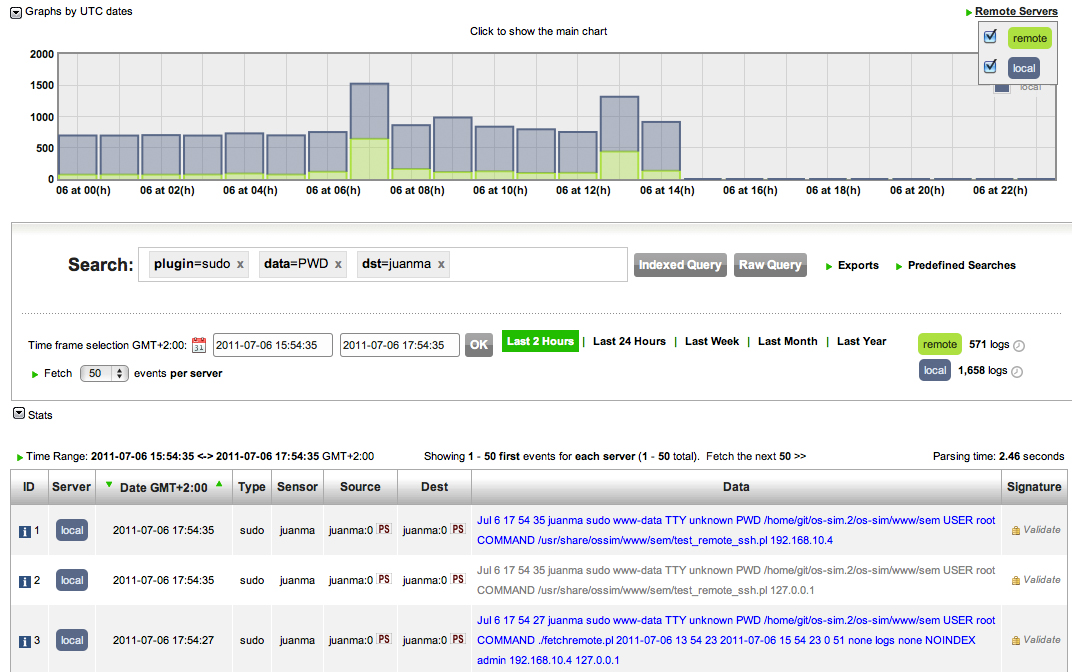 Graphs by UTC dates
Remote Servers
Click to show the main chart
remote
local
local
2000
1500
1000
500
0
06 at 00(h) 06 at 02(h) 06 at 04(h) 06 at 06(h) 06 at 08(h) 06 at 10(h) 06 at 12(h) 06 at 14(h) 06 at 16(h) 06 at 18(h) 06 at 20(h) 06 at 22(h)
Search: plugin=sudo x data=PWD x dst=juanma x Indexed Query Raw Query Exports Predefined Searches
Time frame selection GMT+2:00: 31 2011-07-06 15:54:35 2011-07-06 17:54:35 OK Last 2 Hours | Last 24 Hours | Last Week | Last Month | Last Year remote 571 logs
Fetch 50 events per server local 1,658 logs
Stats
Time Range: 2011-07-06 15:54:35 <-> 2011-07-06 17:54:35 GMT+2:00 Showing 1 - 50 first events for each server (1 - 50 total). Fetch the next 50 >> Parsing time: 2.46 seconds
ID Server Date GMT+2:00 Type Sensor Source Dest Data Signature
i 1 local 2011-07-06 17:54:35 sudo juanma juanma:0 PS juanma:0 PS Jul 6 17 54 35 juanma sudo www-data TTY unknown PWD /home/git/os-sim.2/os-sim/www/sem USER root Validate
COMMAND /usr/share/ossim/www/sem/test_remote_ssh.pl 192.168.10.4
i 2 local 2011-07-06 17:54:35 sudo juanma juanma:0 PS juanma:0 PS Jul 6 17 54 35 juanma sudo www-data TTY unknown PWD /home/git/os-sim.2/os-sim/www/sem USER root Validate
COMMAND /usr/share/ossim/www/sem/test_remote_ssh.pl 127.0.0.1
i 3 local 2011-07-06 17:54:27 sudo juanma juanma:0 PS juanma:0 PS Jul 6 17 54 27 juanma sudo www-data TTY unknown PWD /home/git/os-sim.2/os-sim/www/sem USER root Validate
COMMAND ./fetchremote.pl 2011-07-06 13 54 23 2011-07-06 15 54 23 0 51 none logs none NOINDEX
admin 192.168.10.4 127.0.0.1